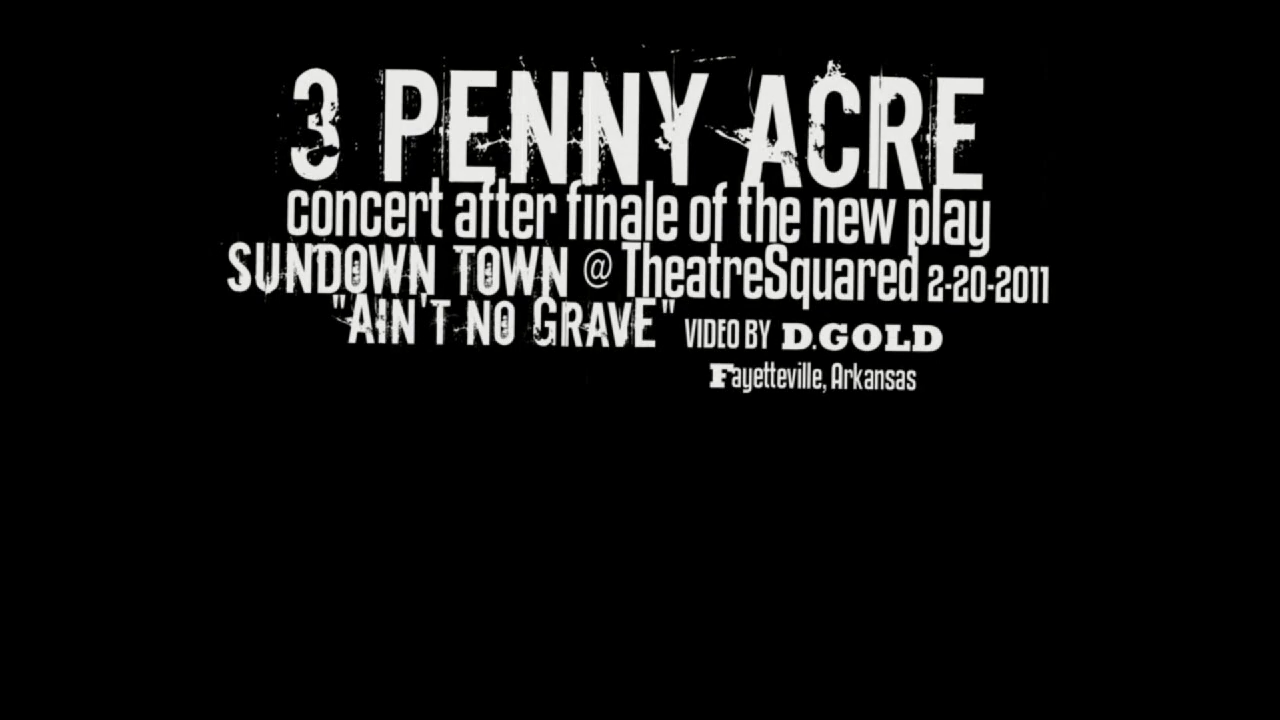 3 PENNY ACRE
concert after finale of the new play
SUNDOWN TOWN @ TheatreSquared 2-20-2011
"AIN'T NO GRAVE" VIDEO BY D.GOLD
Fayetteville, Arkansas